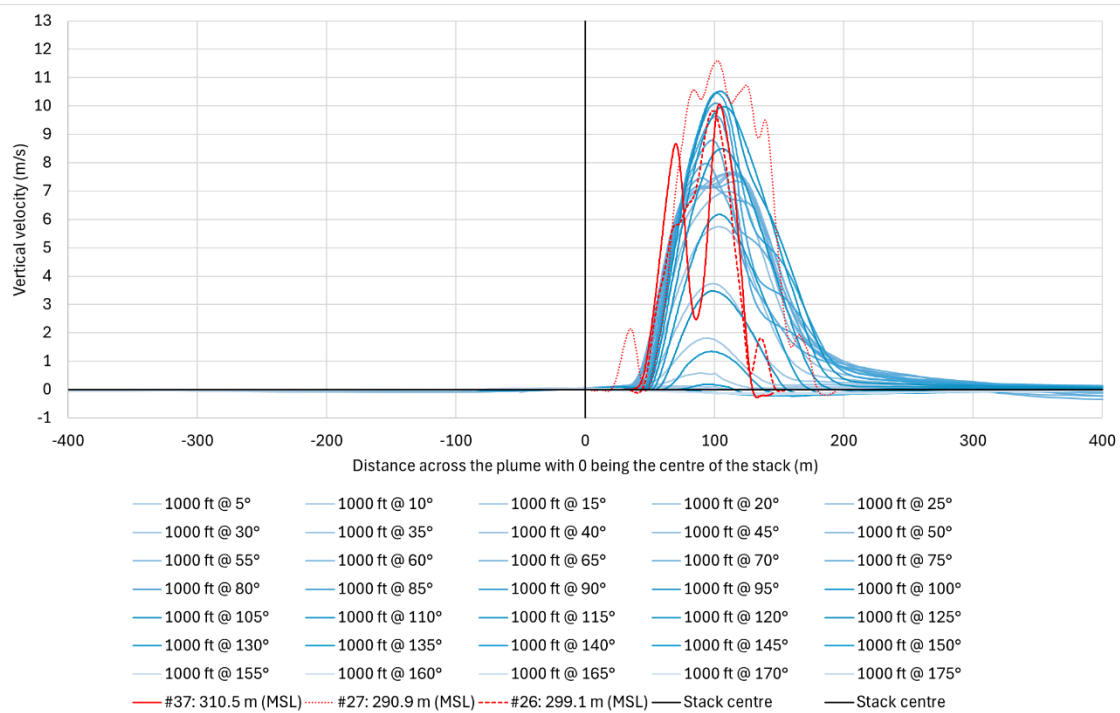 13
12
11
10
9
8
7
6
5
4
3
2
1
0
-1
Vertical velocity (m/s)
-400 -300 -200 -100 0 100 200 300 400
Distance across the plume with 0 being the centre of the stack (m)
1000 ft @ 5° 1000 ft @ 10° 1000 ft @ 15° 1000 ft @ 20° 1000 ft @ 25°
1000 ft @ 30° 1000 ft @ 35° 1000 ft @ 40° 1000 ft @ 45° 1000 ft @ 50°
1000 ft @ 55° 1000 ft @ 60° 1000 ft @ 65° 1000 ft @ 70° 1000 ft @ 75°
1000 ft @ 80° 1000 ft @ 85° 1000 ft @ 90° 1000 ft @ 95° 1000 ft @ 100°
1000 ft @ 105° 1000 ft @ 110° 1000 ft @ 115° 1000 ft @ 120° 1000 ft @ 125°
1000 ft @ 130° 1000 ft @ 135° 1000 ft @ 140° 1000 ft @ 145° 1000 ft @ 150°
1000 ft @ 155° 1000 ft @ 160° 1000 ft @ 165° 1000 ft @ 170° 1000 ft @ 175°
#37: 310.5 m (MSL) #27: 290.9 m (MSL) #26: 299.1 m (MSL) Stack centre Stack centre